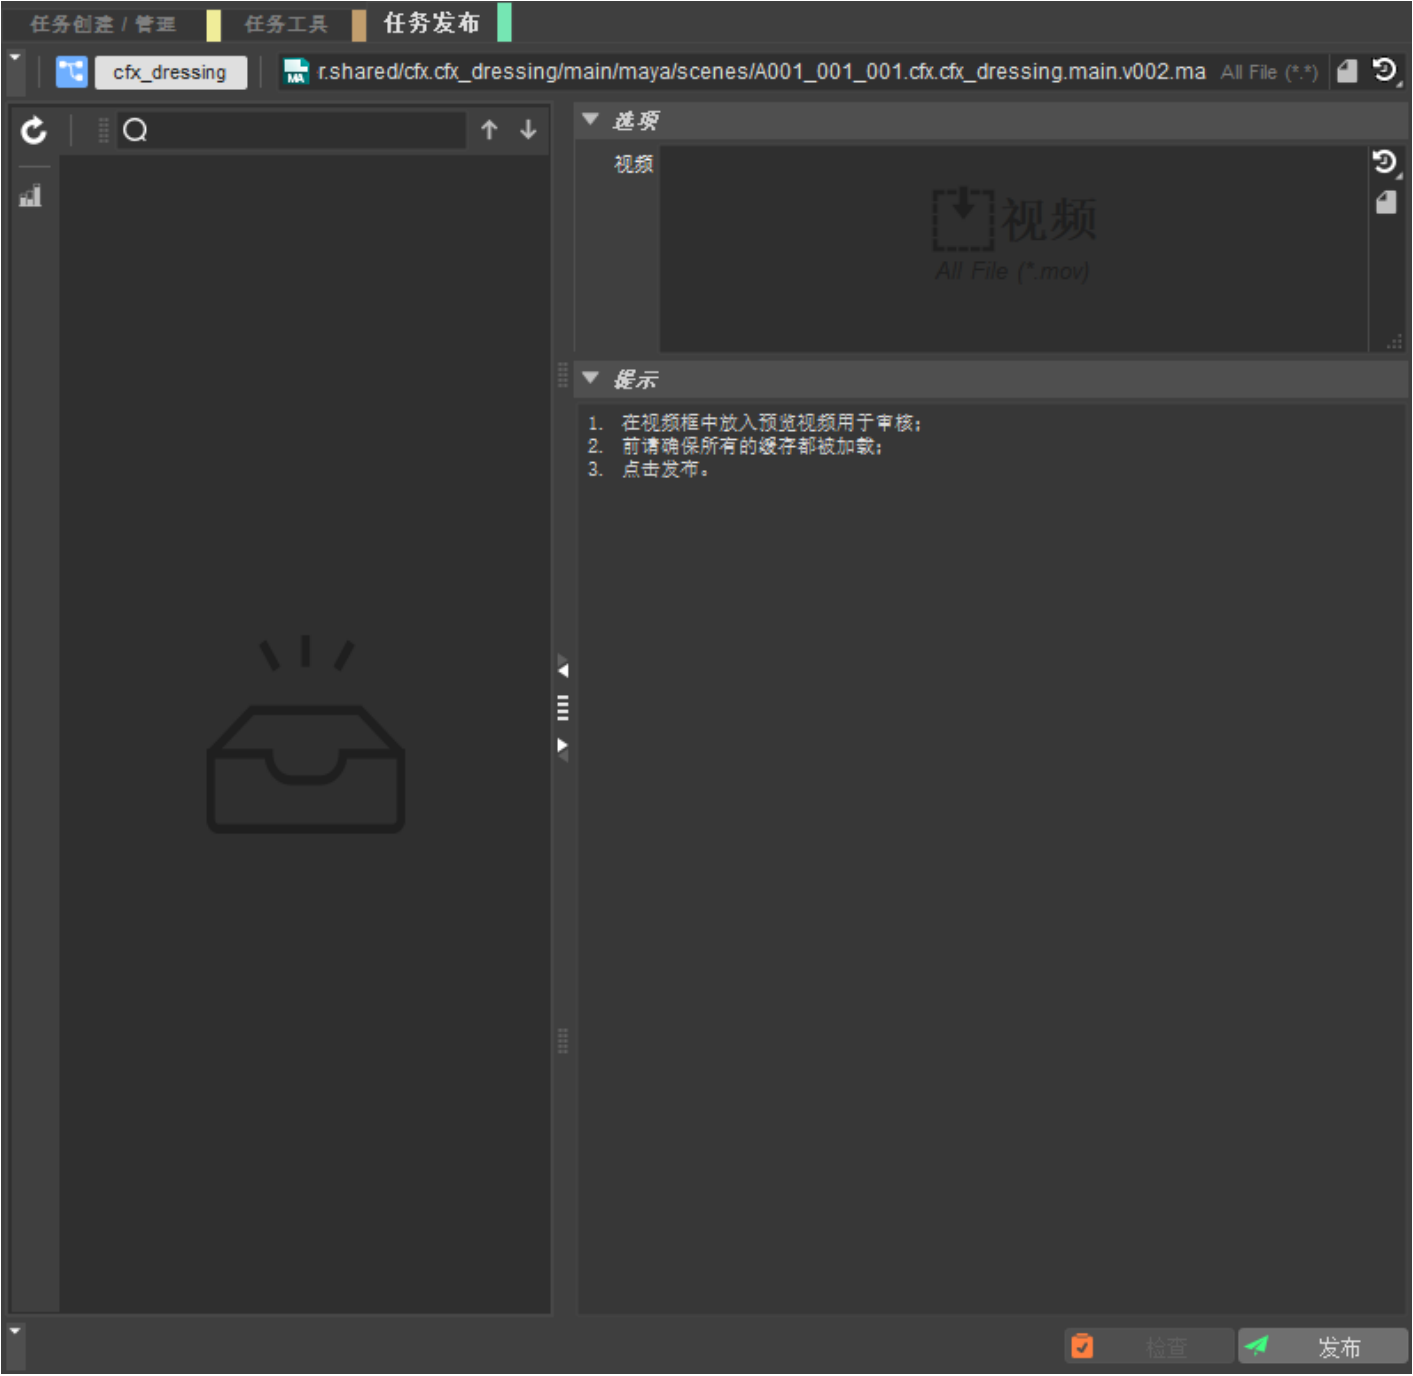 任务创建 / 管理
任务工具
任务发布
cfx_dressing
MA
r.shared/cfx.cfx_dressing/main/maya/scenes/A001_001_001.cfx.cfx_dressing.main.v002.ma
All File (*.*)
选项
视频
视频
All File (*.mov)
提示
1. 在视频框中放入预览视频用于审核;
2. 前请确保所有的缓存都被加载;
3. 点击发布。
检查
发布